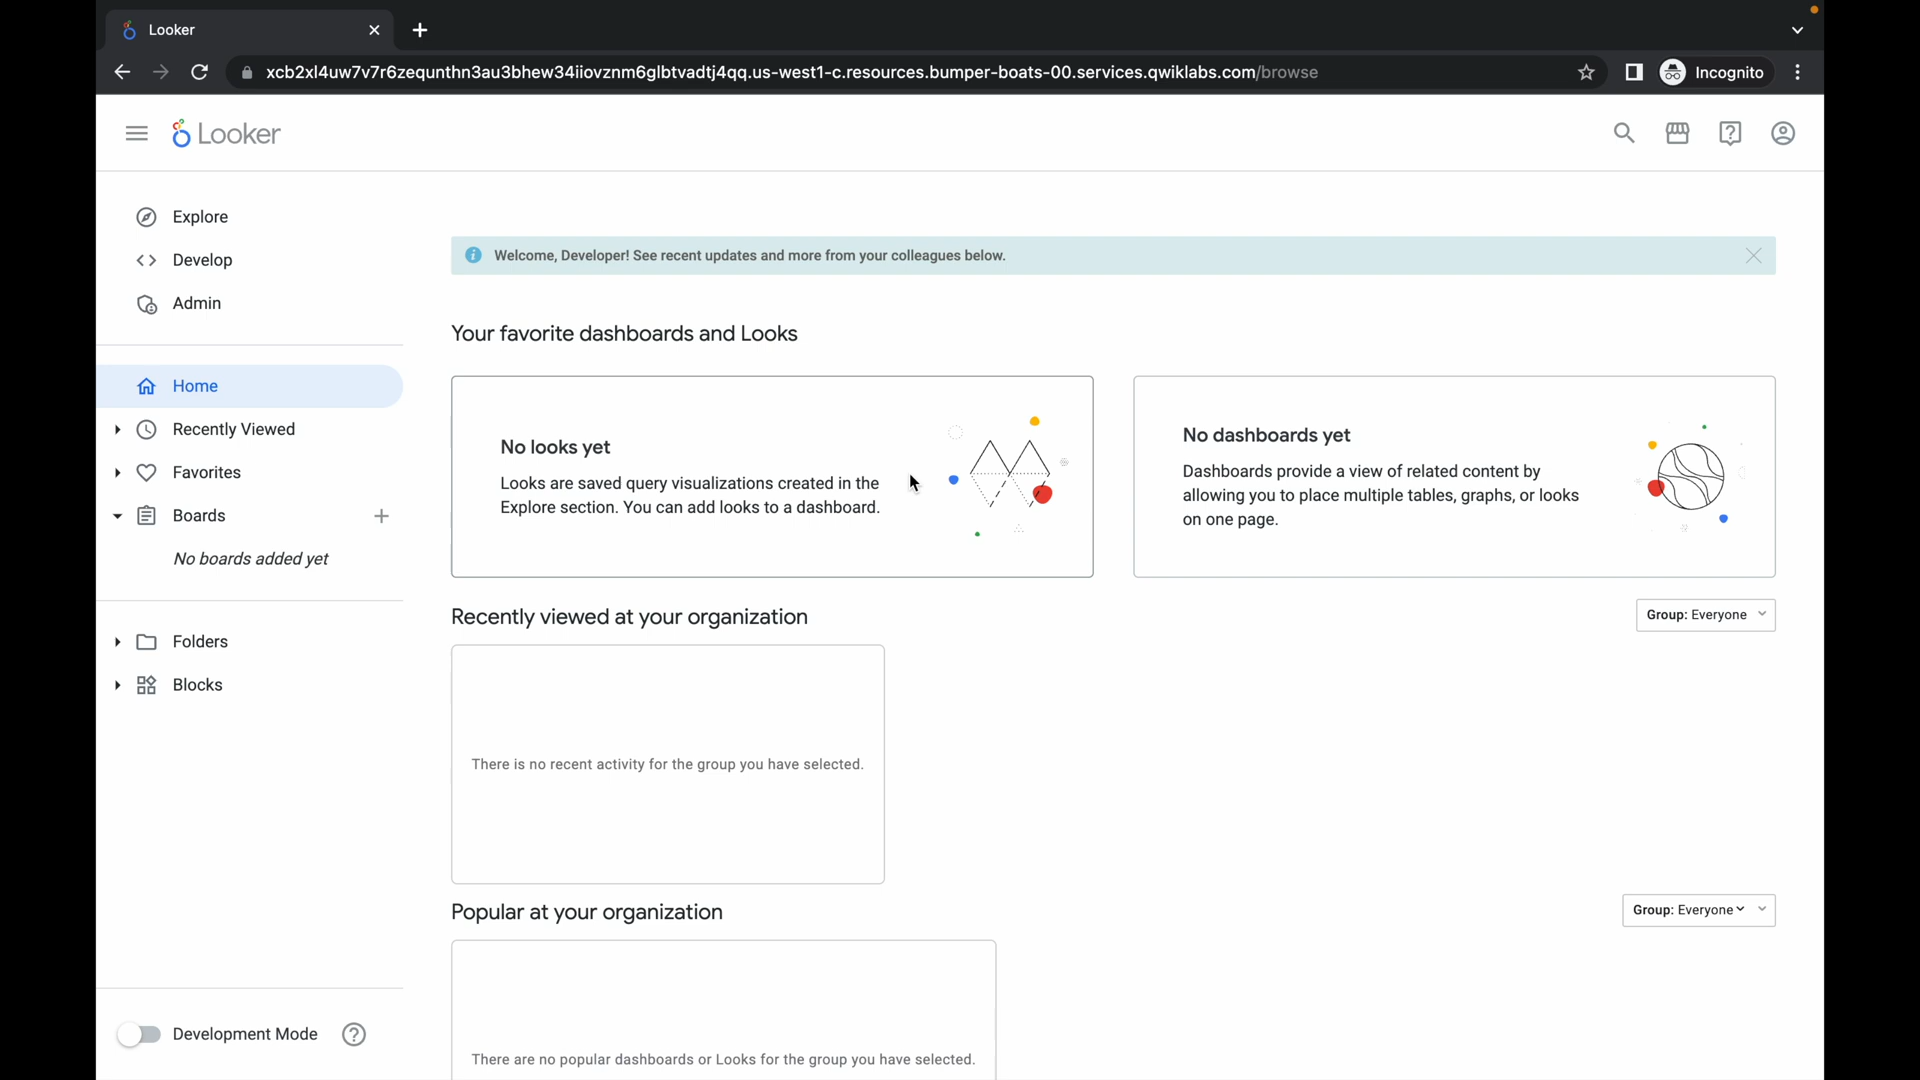 Looker
xcb2xl4uw7v7r6zequnthn3au3bhew34iiovznm6glbtvadtj4qq.us-west1-c.resources.bumper-boats-00.services.qwiklabs.com/browse
Incognito
Looker
Explore
Develop
Admin
Home
Recently Viewed
Favorites
Boards
No boards added yet
Folders
Blocks
Development Mode
Welcome, Developer! See recent updates and more from your colleagues below.
Your favorite dashboards and Looks
No looks yet
Looks are saved query visualizations created in the
Explore section. You can add looks to a dashboard.
No dashboards yet
Dashboards provide a view of related content by
allowing you to place multiple tables, graphs, or looks
on one page.
Recently viewed at your organization
Group: Everyone
There is no recent activity for the group you have selected.
Popular at your organization
Group: Everyone
There are no popular dashboards or Looks for the group you have selected.